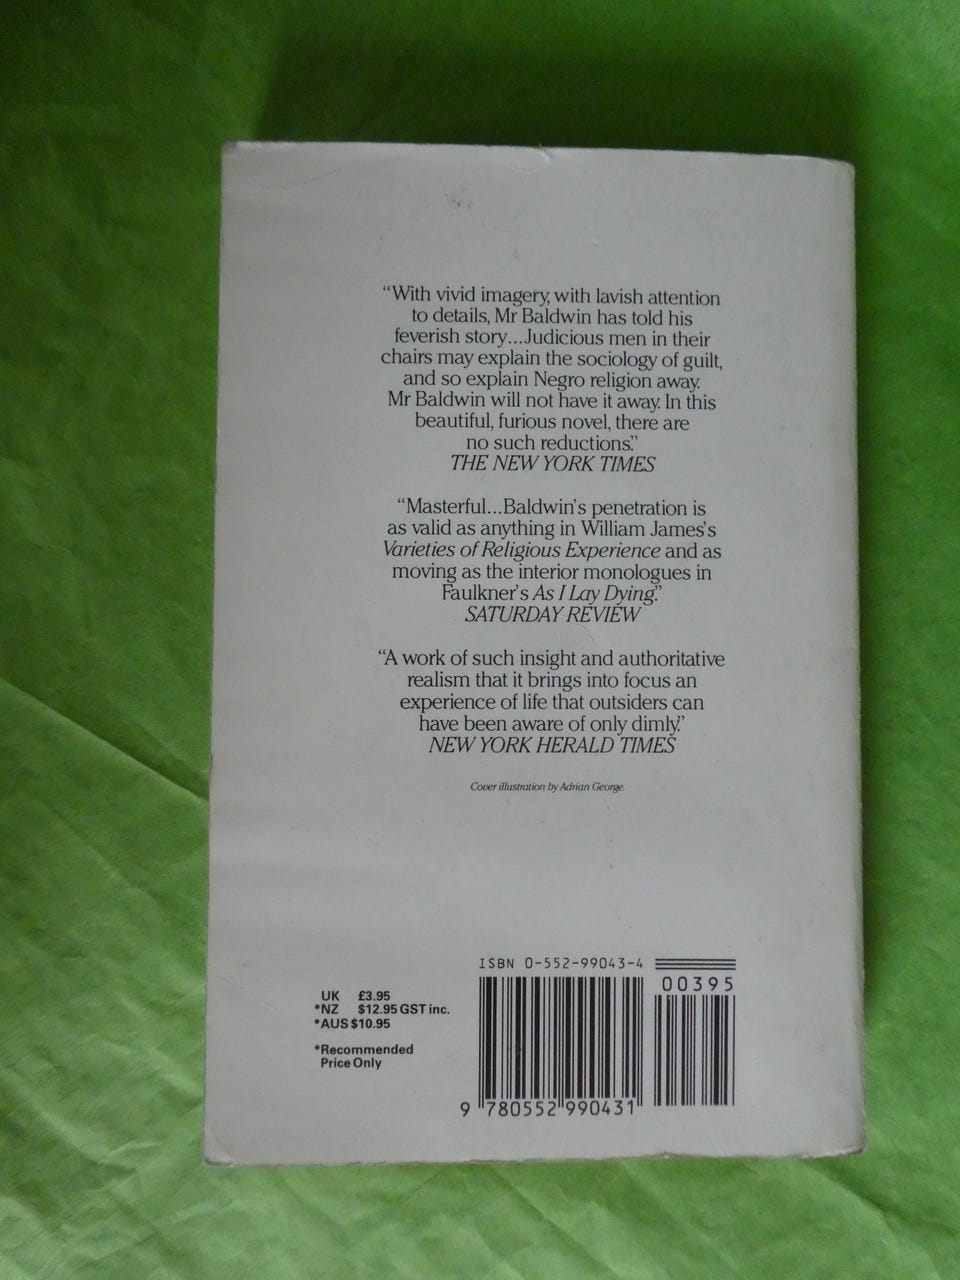 “With vivid imagery, with lavish attention
to details, Mr Baldwin has told his
feverish story...Judicious men in their
chairs may explain the sociology of guilt,
and so explain Negro religion away.
Mr Baldwin will not have it away. In this
beautiful, furious novel, there are
no such reductions.”
THE NEW YORK TIMES
“Masterful...Baldwin's penetration is
as valid as anything in William James's
Varieties of Religious Experience and as
moving as the interior monologues in
Faulkner's As I Lay Dying.”
SATURDAY REVIEW
“A work of such insight and authoritative
realism that it brings into focus an
experience of life that outsiders can
have been aware of only dimly.”
NEW YORK HERALD TIMES
Cover illustration by Adrian George.
UK £3.95
*NZ $12.95 GST inc.
*AUS $10.95
*Recommended
Price Only
ISBN 0-552-99043-4
00395
9 780552 990431